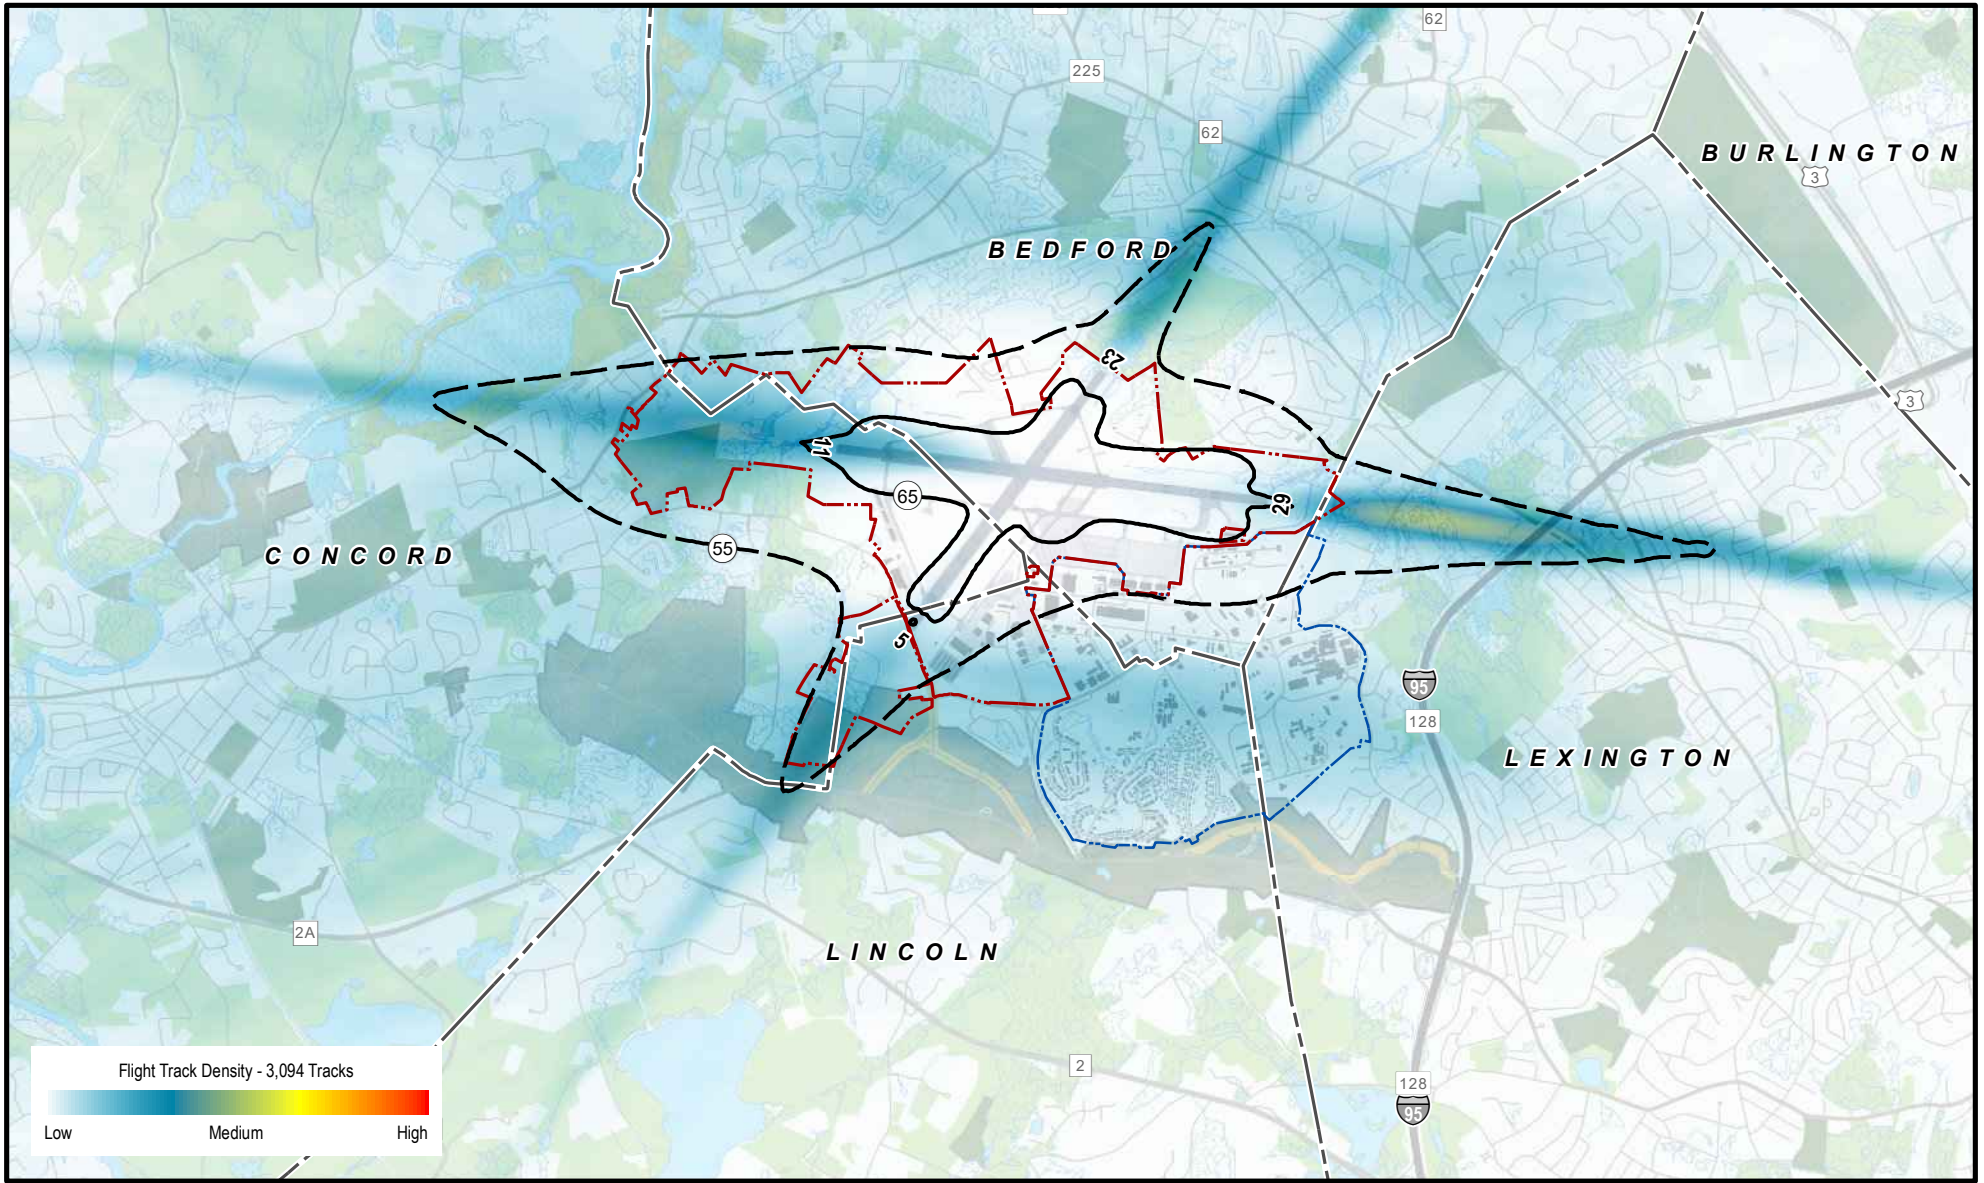 62
225
62
BURLINGTON
3
BEDFORD
23
3
11
65
29
55
CONCORD
5
95
128
LEXINGTON
2A
LINCOLN
2
128
95
Flight Track Density - 3,094 Tracks
Low Medium High